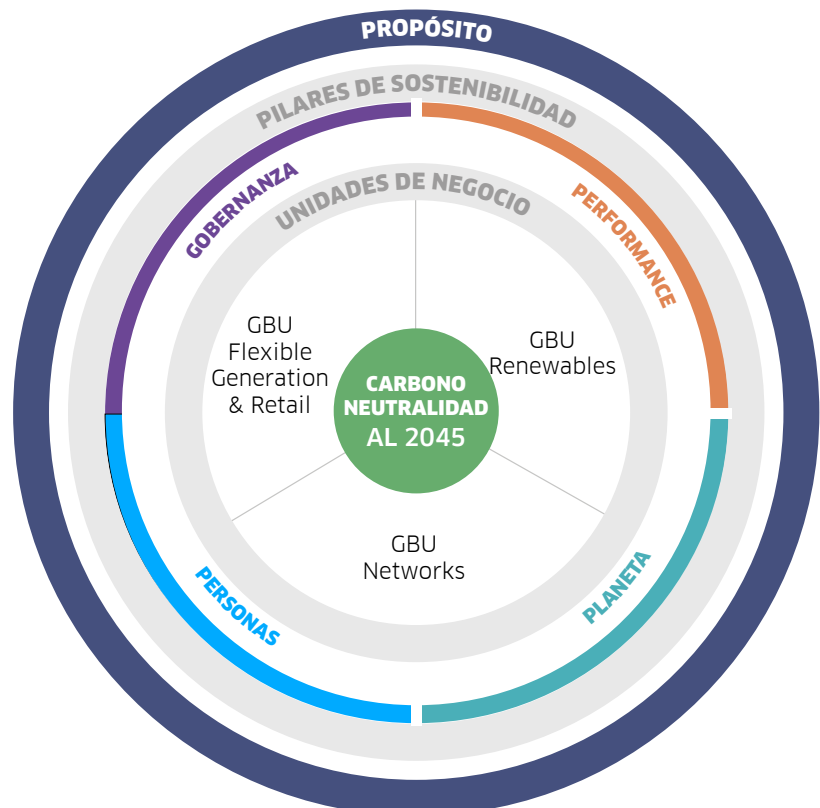 PROPÓSITO
PILARES DE SOSTENIBILIDAD
GOBERNANZA
PERFORMANCE
UNIDADES DE NEGOCIO
GBU
Flexible
Generation
& Retail
GBU
Renewables
CARBONO
NEUTRALIDAD
AL 2045
GBU
Networks
PERSONAS
PLANETA